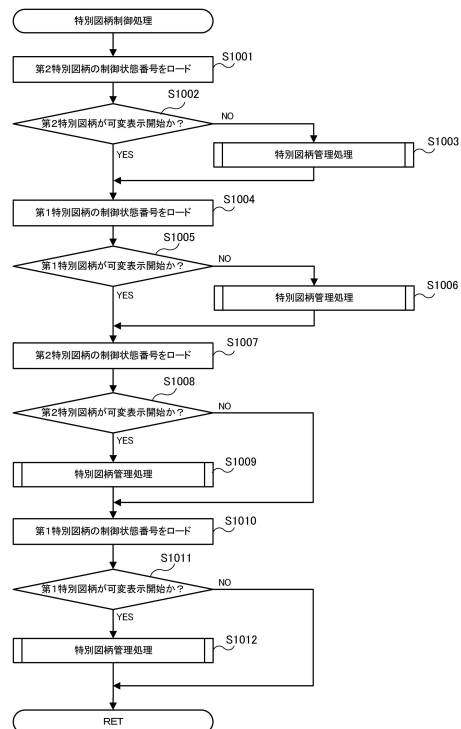 特別図柄制御処理
第2特別図柄の制御状態番号をロード
S1001
第2特別図柄が可変表示開始か？
S1002
NO
YES
特別図柄管理処理
S1003
第1特別図柄の制御状態番号をロード
S1004
第1特別図柄が可変表示開始か？
S1005
NO
YES
特別図柄管理処理
S1006
第2特別図柄の制御状態番号をロード
S1007
第2特別図柄が可変表示開始か？
S1008
NO
YES
特別図柄管理処理
S1009
第1特別図柄の制御状態番号をロード
S1010
第1特別図柄が可変表示開始か？
S1011
NO
YES
特別図柄管理処理
S1012
RET